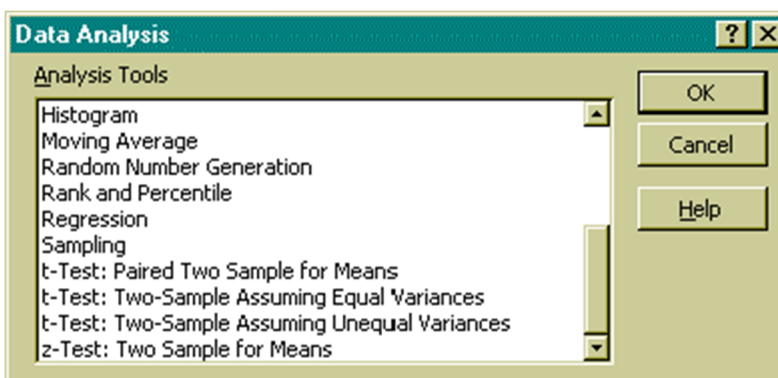 Data Analysis
Analysis Tools
Histogram
Moving Average
Random Number Generation
Rank and Percentile
Regression
Sampling
t-Test: Paired Two Sample for Means
t-Test: Two-Sample Assuming Equal Variances
t-Test: Two-Sample Assuming Unequal Variances
z-Test: Two Sample for Means
OK
Cancel
Help